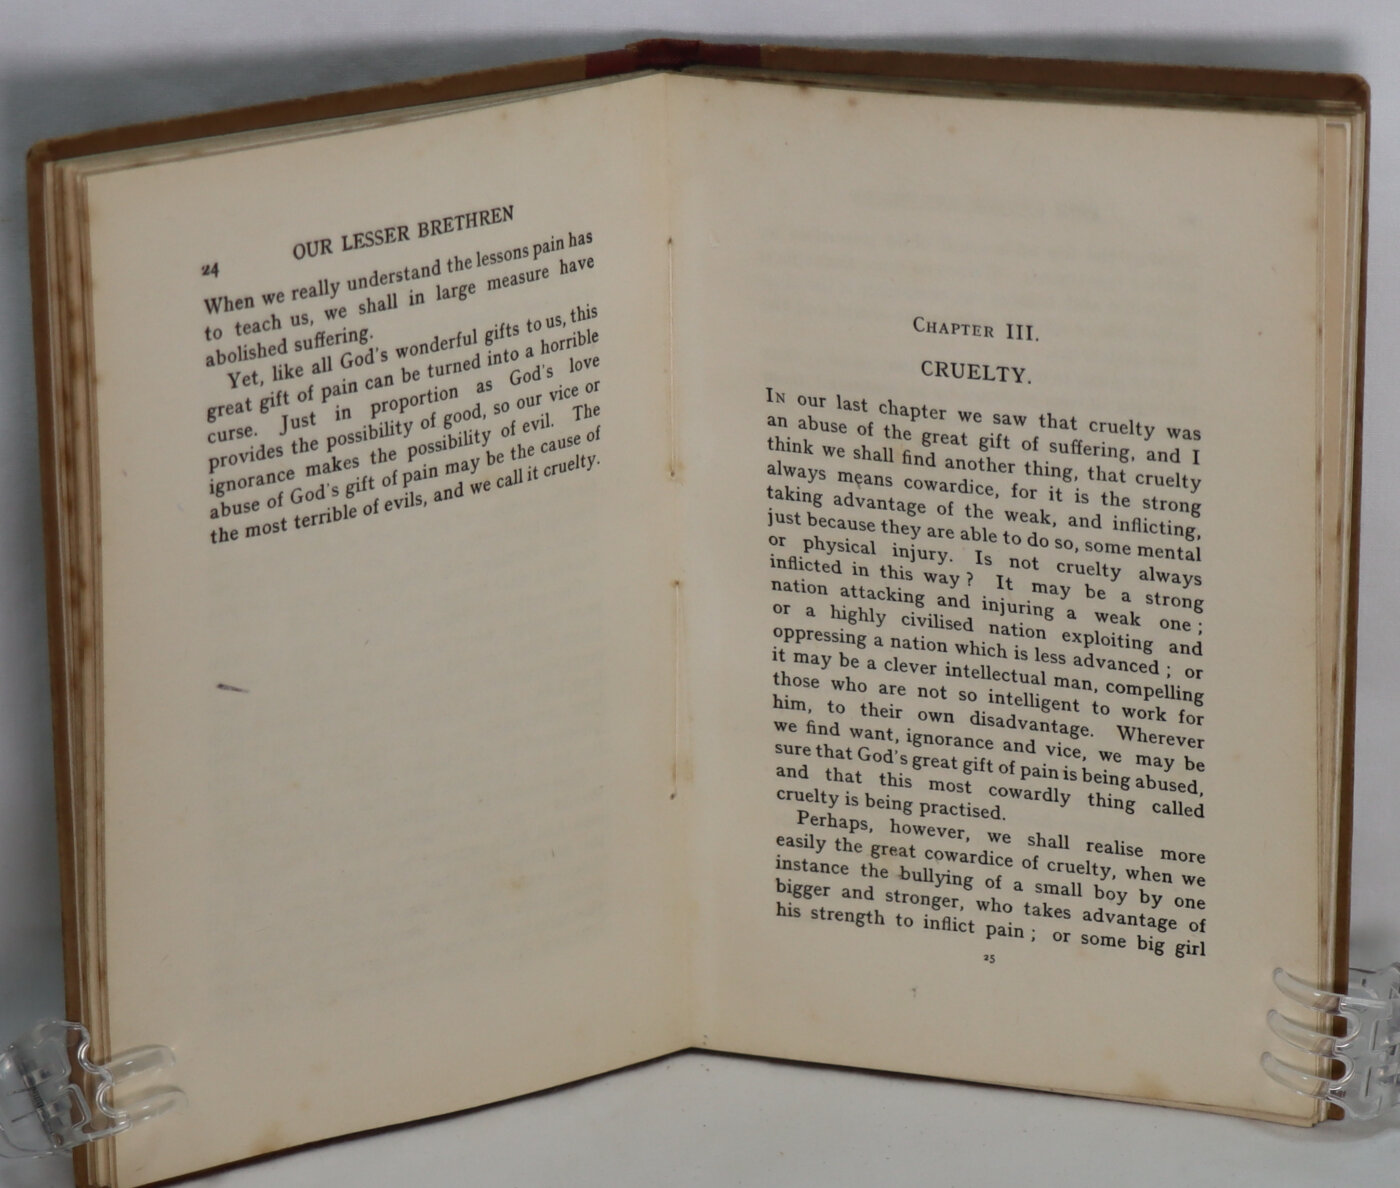 24
OUR LESSER BRETHREN
When we really understand the lessons pain has
to teach us, we shall in large measure have
abolished suffering.
Yet, like all God's wonderful gifts to us, this
great gift of pain can be turned into a horrible
curse. Just in proportion as God's love
provides the possibility of good, so our vice or
ignorance makes the possibility of evil. The
abuse of God's gift of pain may be the cause of
the most terrible of evils, and we call it cruelty.
CHAPTER III.
CRUELTY.
IN our last chapter we saw that cruelty was
an abuse of the great gift of suffering, and I
think we shall find another thing, that cruelty
always means cowardice, for it is the strong
taking advantage of the weak, and inflicting,
just because they are able to do so, some mental
or physical injury. Is not cruelty always
inflicted in this way ? It may be a strong
nation attacking and injuring a weak one ;
or a highly civilised nation exploiting and
oppressing a nation which is less advanced ; or
it may be a clever intellectual man, compelling
those who are not so intelligent to work for
him, to their own disadvantage. Wherever
we find want, ignorance and vice, we may be
sure that God's great gift of pain is being abused,
and that this most cowardly thing called
cruelty is being practised.
Perhaps, however, we shall realise more
easily the great cowardice of cruelty, when we
instance the bullying of a small boy by one
bigger and stronger, who takes advantage of
his strength to inflict pain ; or some big girl
25